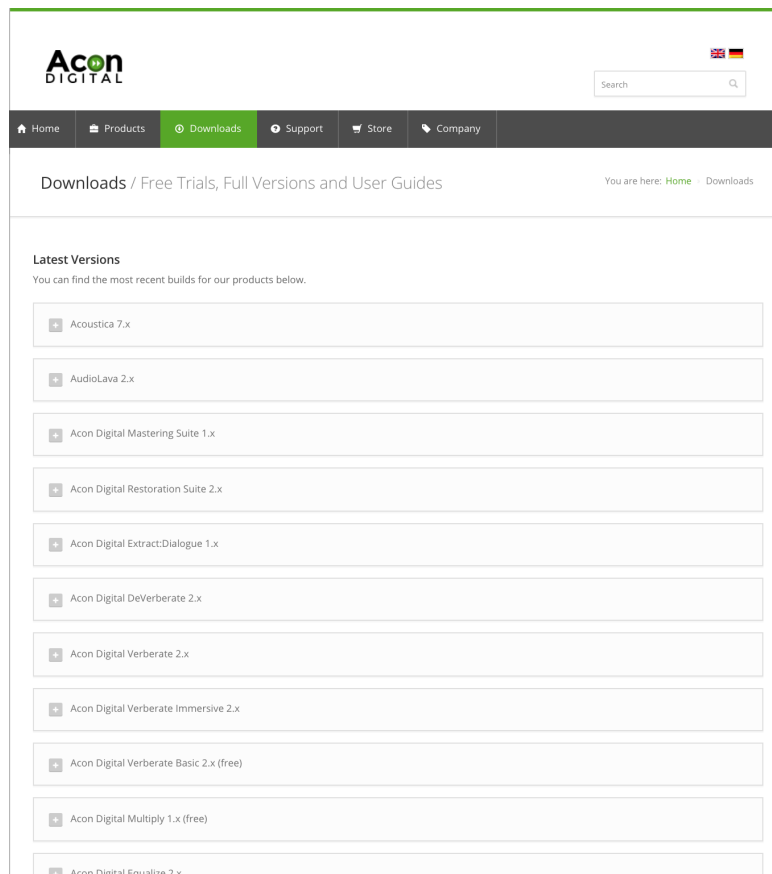 Acon
DIGITAL
Search
Home Products Downloads Support Store Company
Downloads / Free Trials, Full Versions and User Guides
You are here: Home Downloads
Latest Versions
You can find the most recent builds for our products below.
Acoustica 7.x
AudioLava 2.x
Acon Digital Mastering Suite 1.x
Acon Digital Restoration Suite 2.x
Acon Digital Extract:Dialogue 1.x
Acon Digital DeVerberate 2.x
Acon Digital Verberate 2.x
Acon Digital Verberate Immersive 2.x
Acon Digital Verberate Basic 2.x (free)
Acon Digital Multiply 1.x (free)
Acon Digital Equalize 2.x